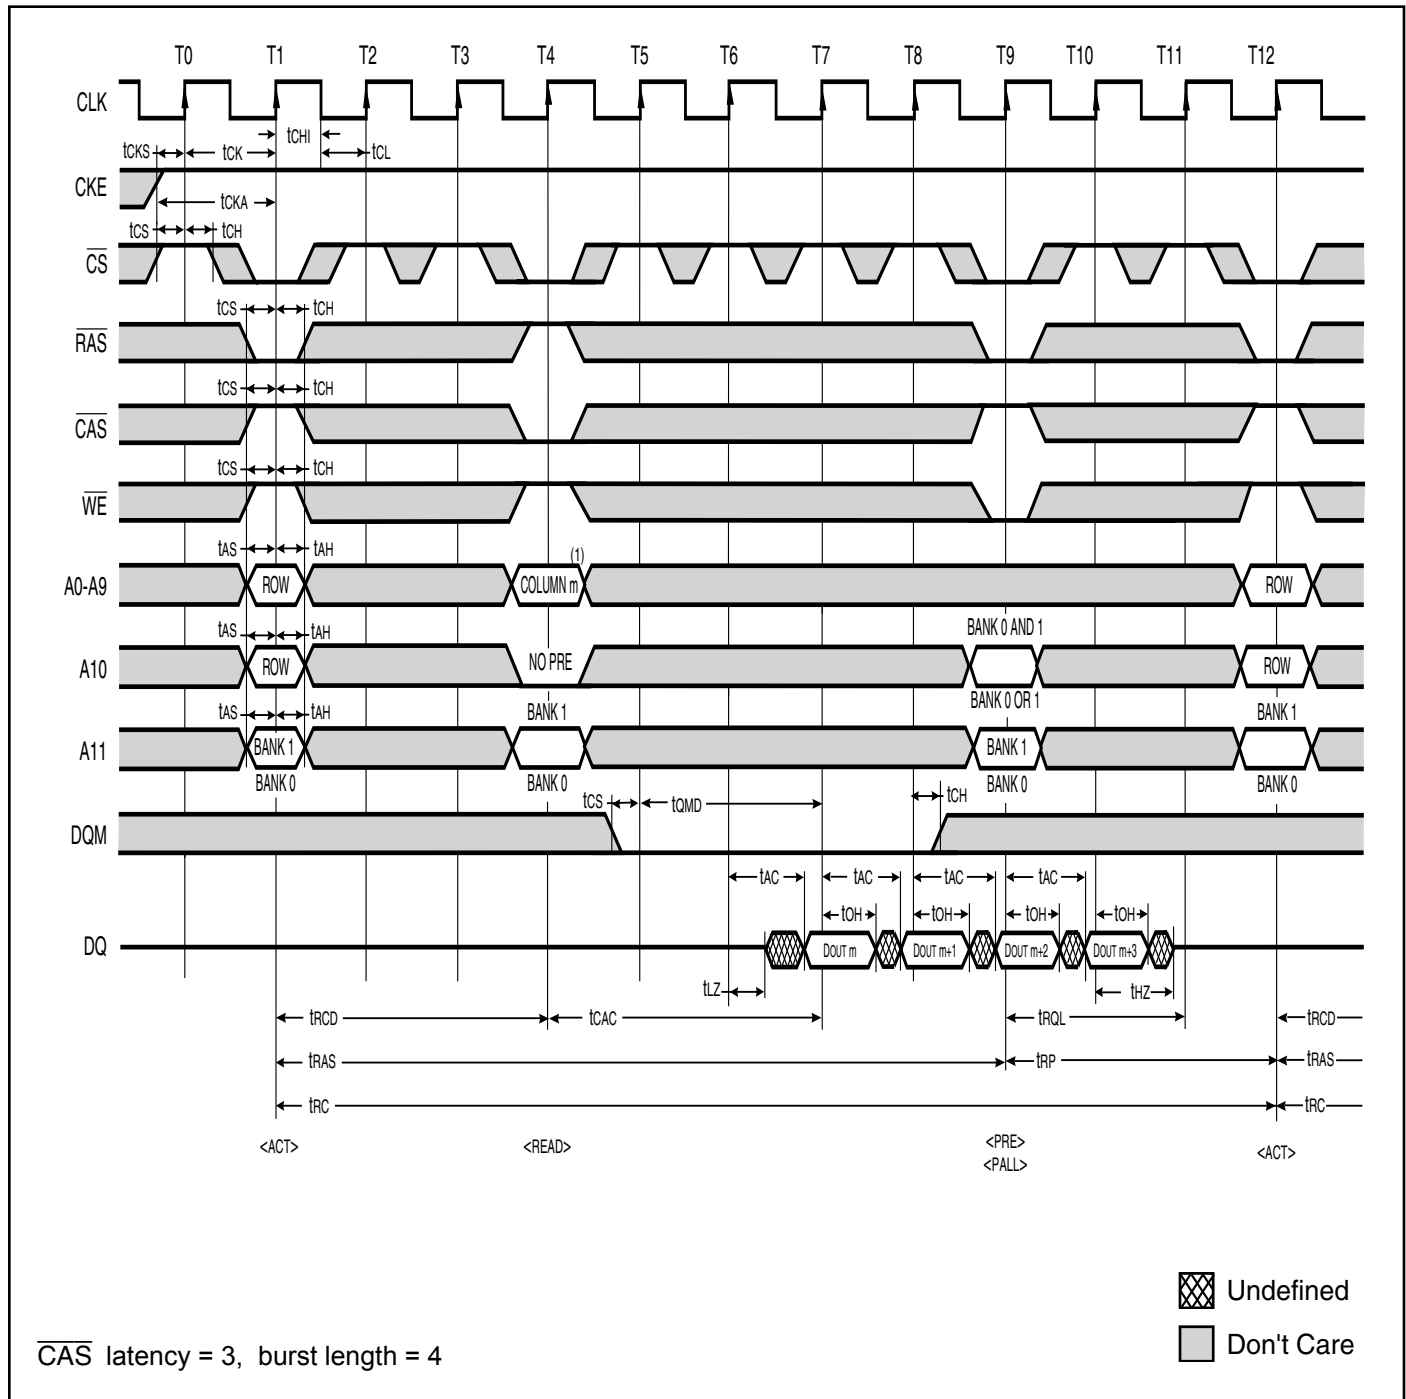 T0 T1 T2 T3 T4 T5 T6 T7 T8 T9 T10 T11 T12
CLK
tCHI
tCKS tCK tCL
CKE
tCKA
tCS tCH
CS
tCS tCH
RAS
tCS tCH
CAS
tCS tCH
WE
tAS tAH (1)
A0-A9 ROW COLUMN m ROW
tAS tAH BANK 0 AND 1
A10 ROW NO PRE ROW
tAS tAH BANK 1 BANK 0 OR 1 BANK 1
A11 BANK 1 BANK 1
BANK 0 BANK 0 BANK 0 BANK 0
tCS tQMD tCH
DQM
tAC tAC tAC tAC
tOH tOH tOH tOH
DQ DOUT m DOUT m+1 DOUT m+2 DOUT m+3
tLZ tHZ
tRCD tCAC tRQL tRCD
tRAS tRP tRAS
tRC tRC
<ACT> <READ> <PRE> <ACT>
<PALL>
Undefined
Don't Care
CAS latency = 3, burst length = 4